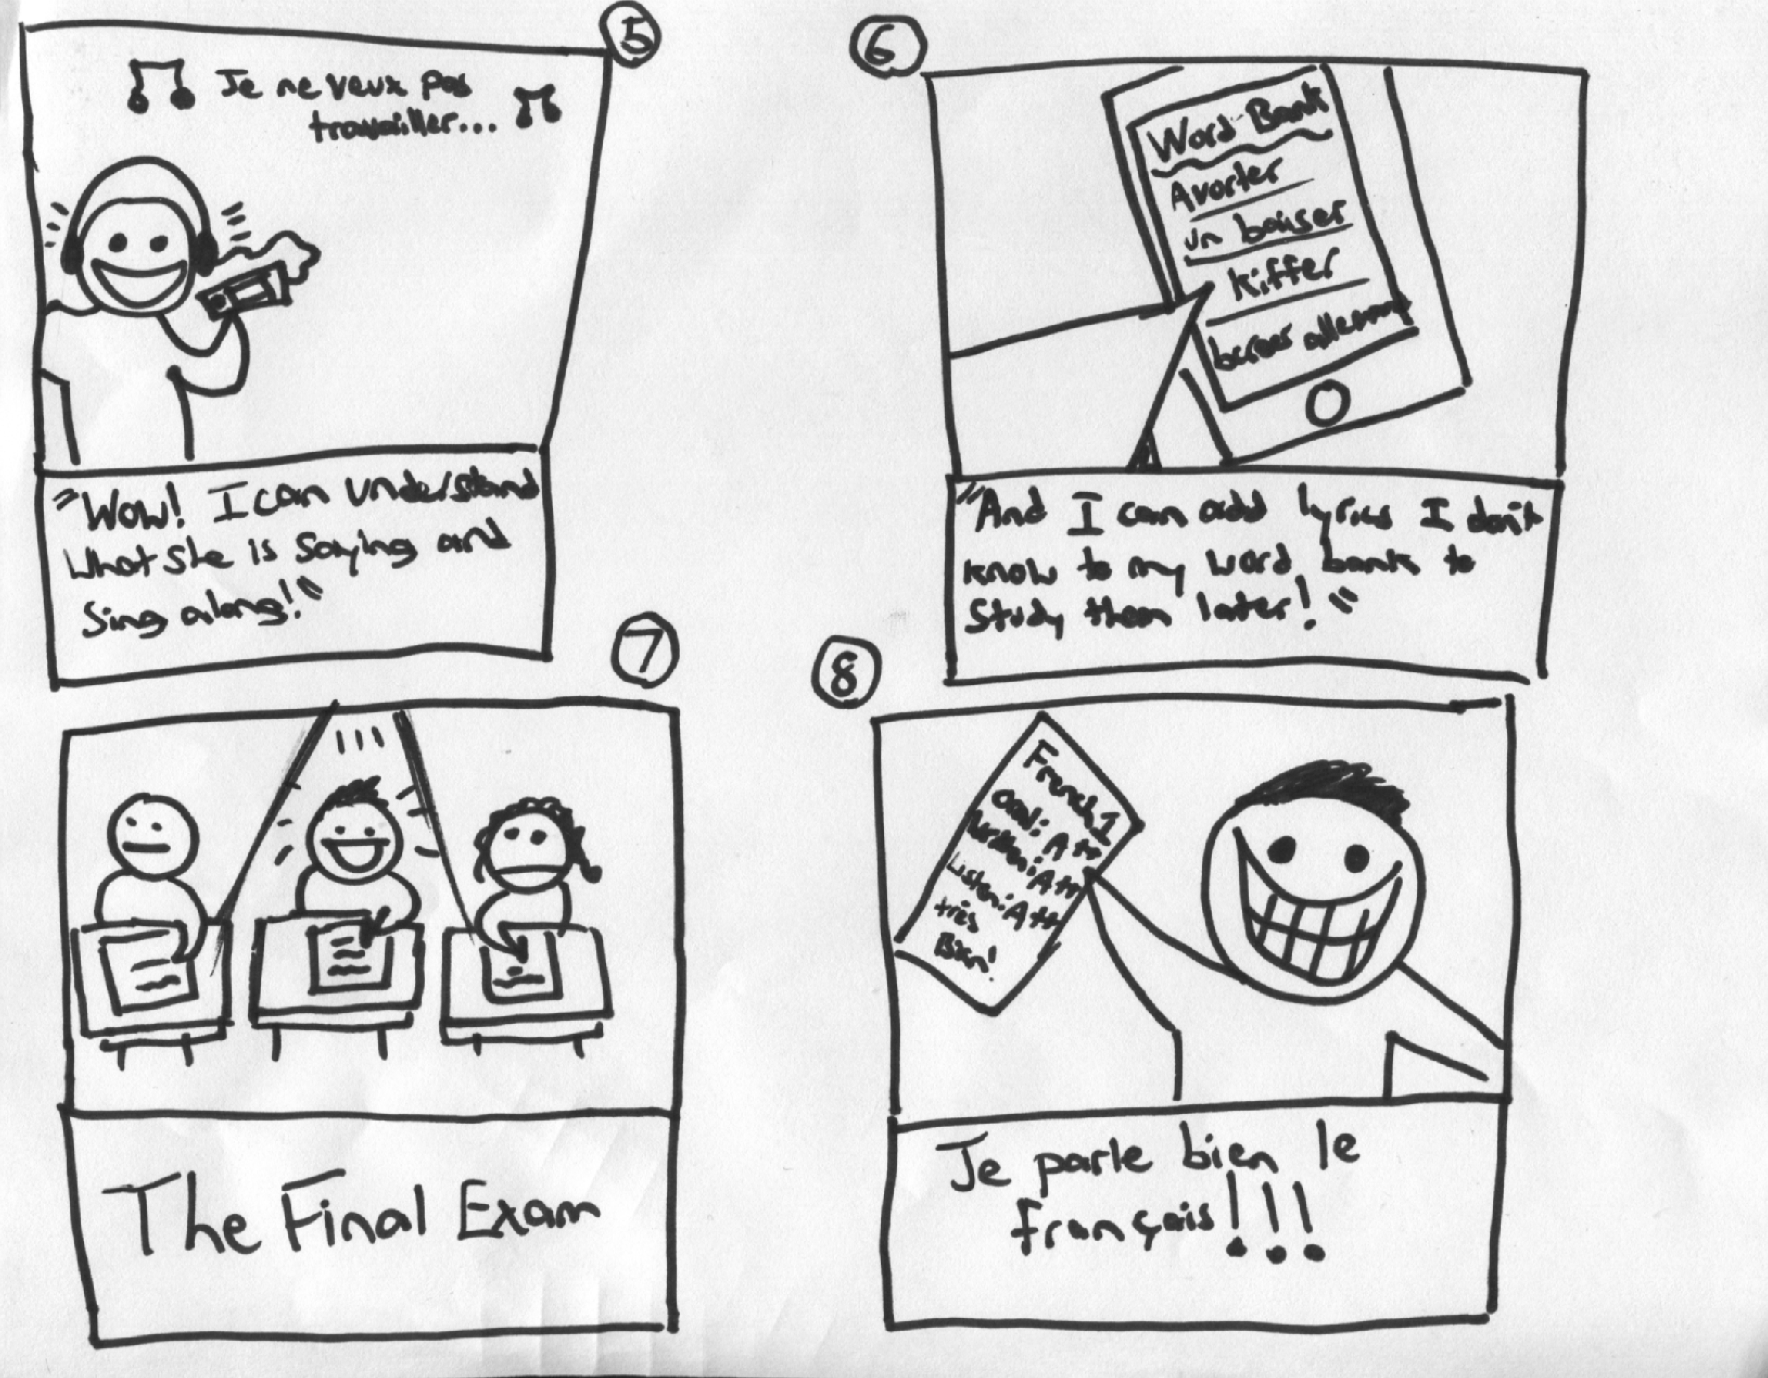 5
Je ne veux pas
travailler...
"Wow! I can understand
what she is saying and
sing along!"
6
Word Bank
Avorter
un baiser
Kiffer
berger allemand
"And I can add lyrics I don't
know to my word bank to
study them later!"
7
The Final Exam
8
French 1
oral: A++
Written: A++
Listen: A++
très
Bien!
Je parle bien le
français!!!